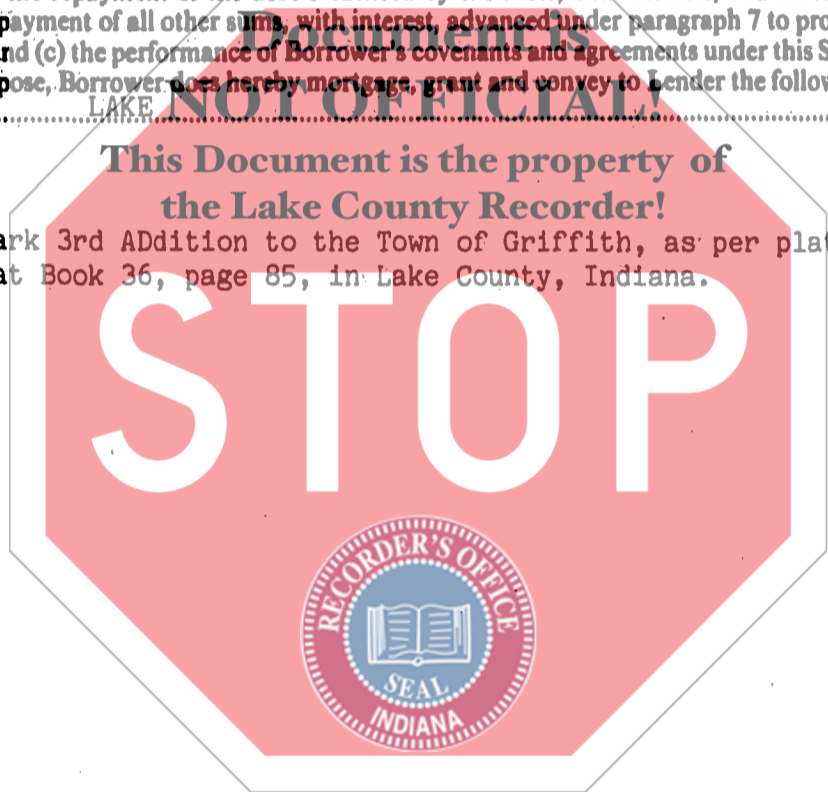 payment of all other sums, with interest, advanced under paragraph 7 to pro
nd (c) the performance of Borrower's covenants and agreements under this S
pose, Borrower does hereby mortgage, grant and convey to Lender the follow
LAKE
Document is
NOT OFFICIAL!
This Document is the property of
the Lake County Recorder!
ark 3rd ADdition to the Town of Griffith, as per plat
at Book 36, page 85, in Lake County, Indiana.
STOP
RECORDER'S OFFICE
SEAL
INDIANA